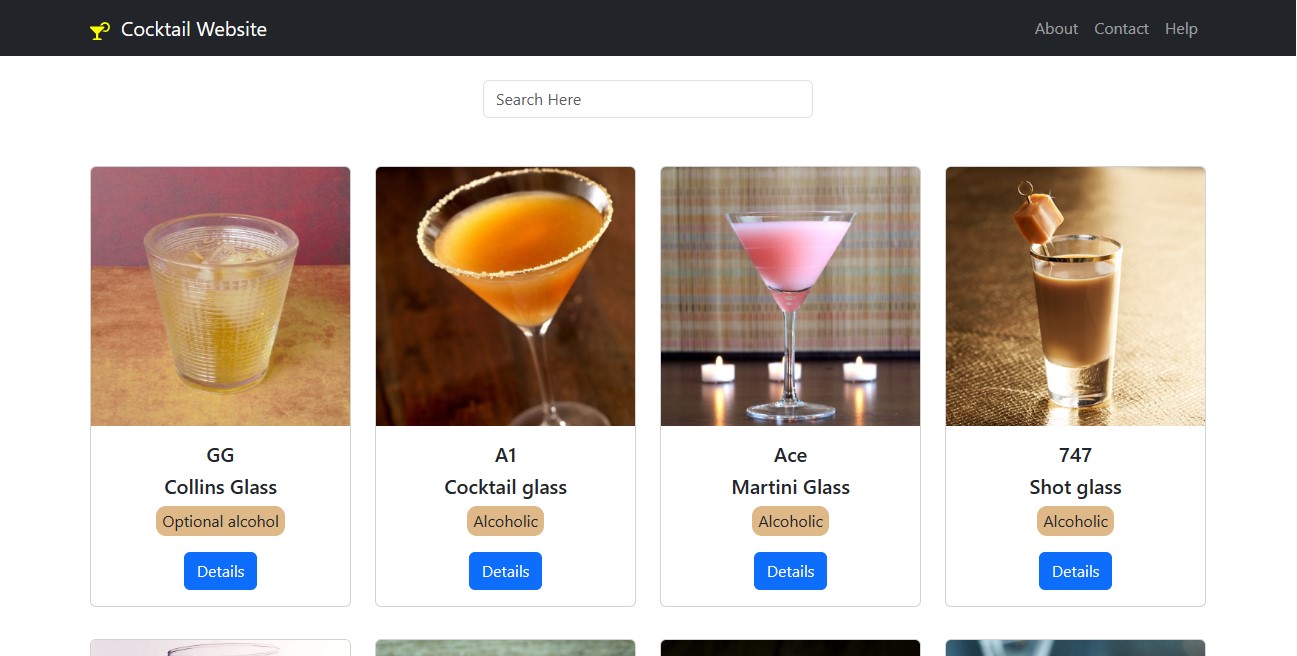 Cocktail Website
About
Contact
Help
Search Here
GG
Collins Glass
Optional alcohol
Details
A1
Cocktail glass
Alcoholic
Details
Ace
Martini Glass
Alcoholic
Details
747
Shot glass
Alcoholic
Details